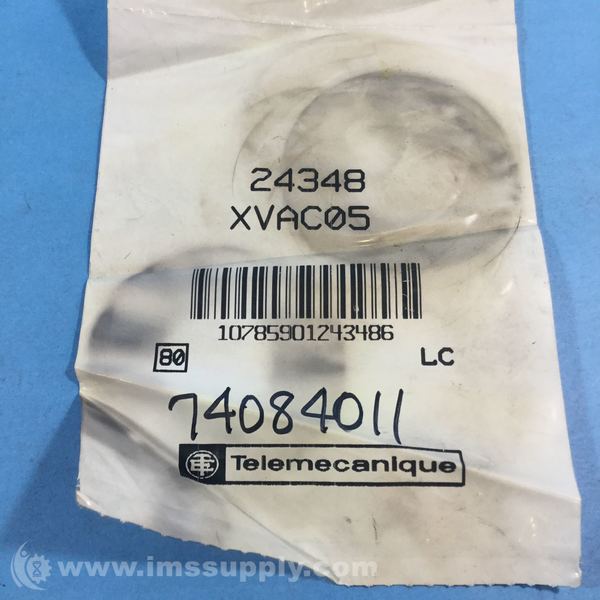 24348
XVAC05
10785901243486
80 LC
74084011
Telemecanique
www.imssupply.com